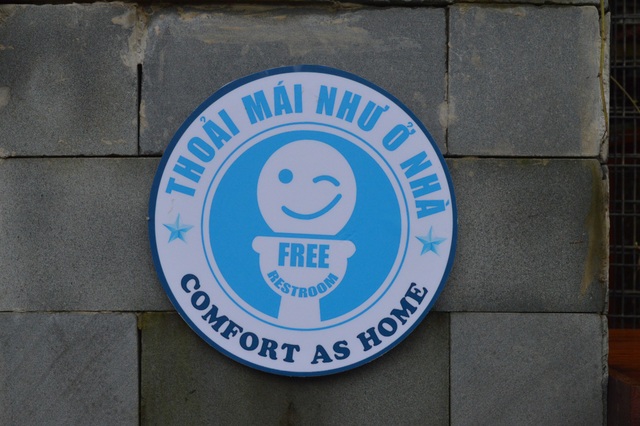 THOẢI MÁI NHƯ Ở NHÀ
FREE
RESTROOM
COMFORT AS HOME